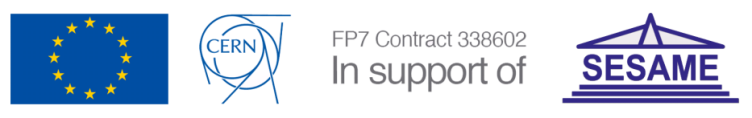 CERN
FP7 Contract 338602
In support of
SESAME